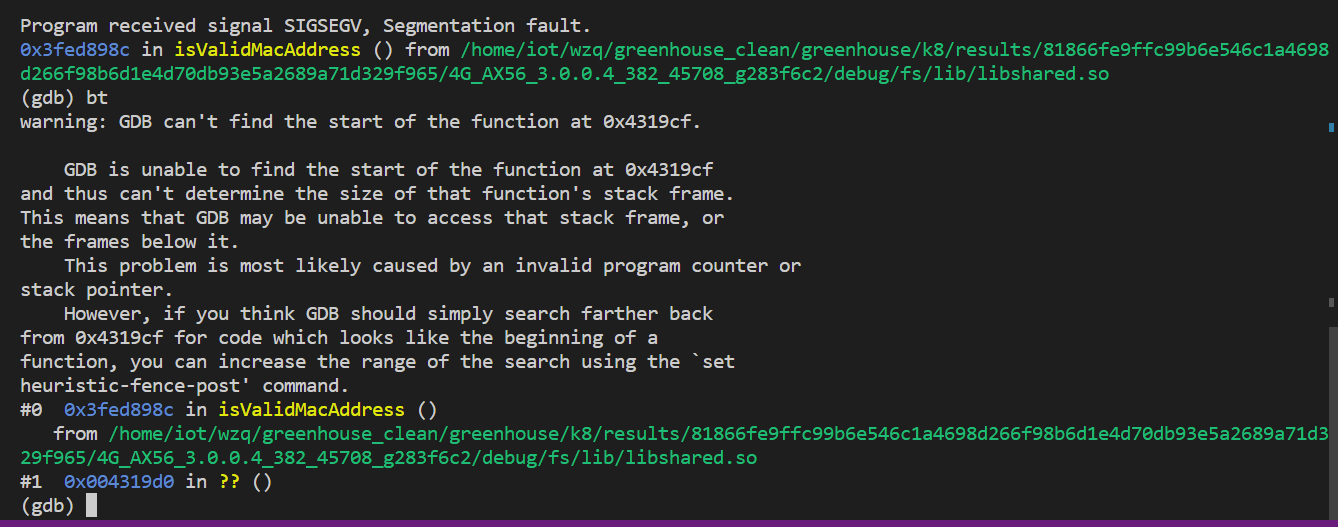 Program received signal SIGSEGV, Segmentation fault.
0x3fed898c in isValidMacAddress () from /home/iot/wzq/greenhouse_clean/greenhouse/k8/results/81866fe9ffc99b6e546c1a4698
d266f98b6d1e4d70db93e5a2689a71d329f965/4G_AX56_3.0.0.4_382_45708_g283f6c2/debug/fs/lib/libshared.so
(gdb) bt
warning: GDB can't find the start of the function at 0x4319cf.

    GDB is unable to find the start of the function at 0x4319cf
and thus can't determine the size of that function's stack frame.
This means that GDB may be unable to access that stack frame, or
the frames below it.
    This problem is most likely caused by an invalid program counter or
stack pointer.
    However, if you think GDB should simply search farther back
from 0x4319cf for code which looks like the beginning of a
function, you can increase the range of the search using the `set
heuristic-fence-post' command.
#0  0x3fed898c in isValidMacAddress ()
   from /home/iot/wzq/greenhouse_clean/greenhouse/k8/results/81866fe9ffc99b6e546c1a4698d266f98b6d1e4d70db93e5a2689a71d3
29f965/4G_AX56_3.0.0.4_382_45708_g283f6c2/debug/fs/lib/libshared.so
#1  0x004319d0 in ?? ()
(gdb)